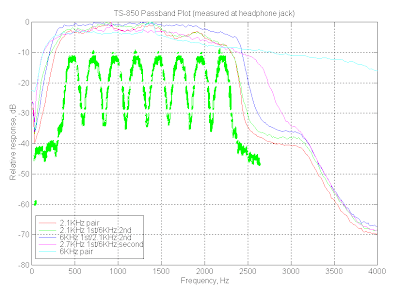 TS-850 Passband Plot (measured at headphone jack)
0
-10
-20
-30
-40
-50
-60
-70
-80
Relative response, dB
2.1KHz pair
2.1KHz 1st/6KHz 2nd
6KHz 1st/2.1KHz 2nd
2.7KHz 1st/6KHz second
6KHz pair
0
500
1000
1500
2000
2500
3000
3500
4000
Frequency, Hz